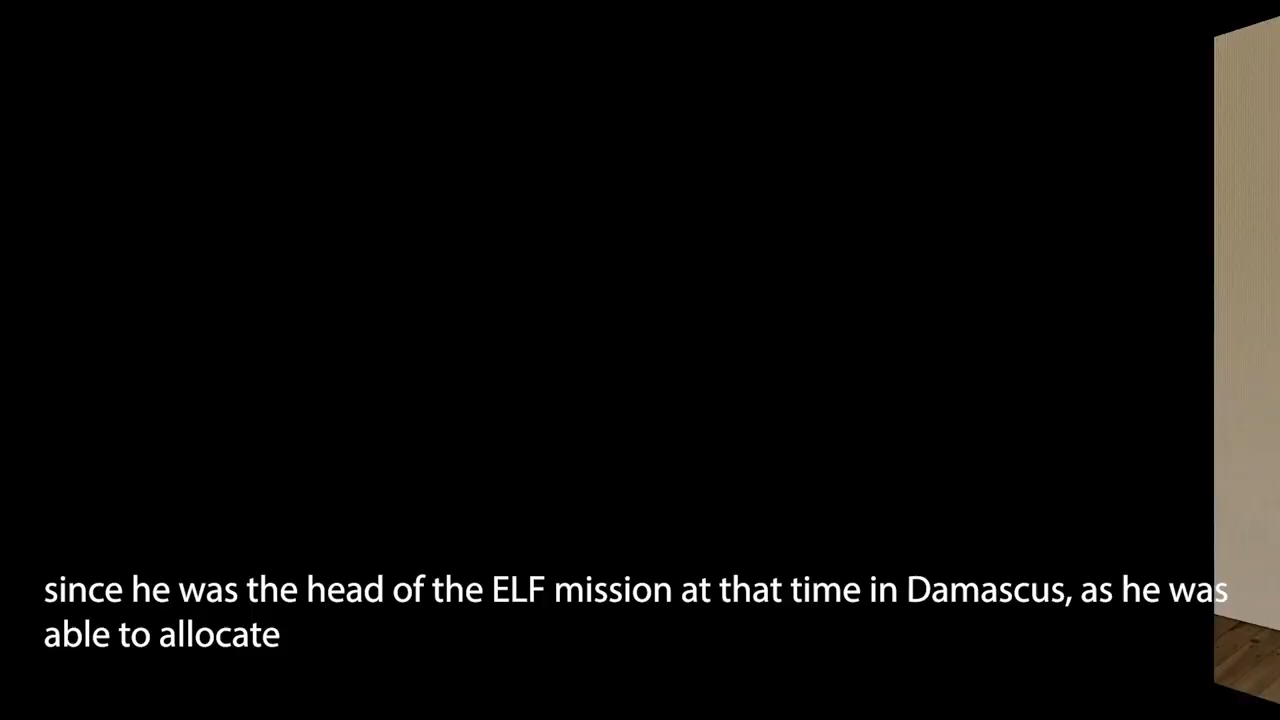 since he was the head of the ELF mission at that time in Damascus, as he was
able to allocate